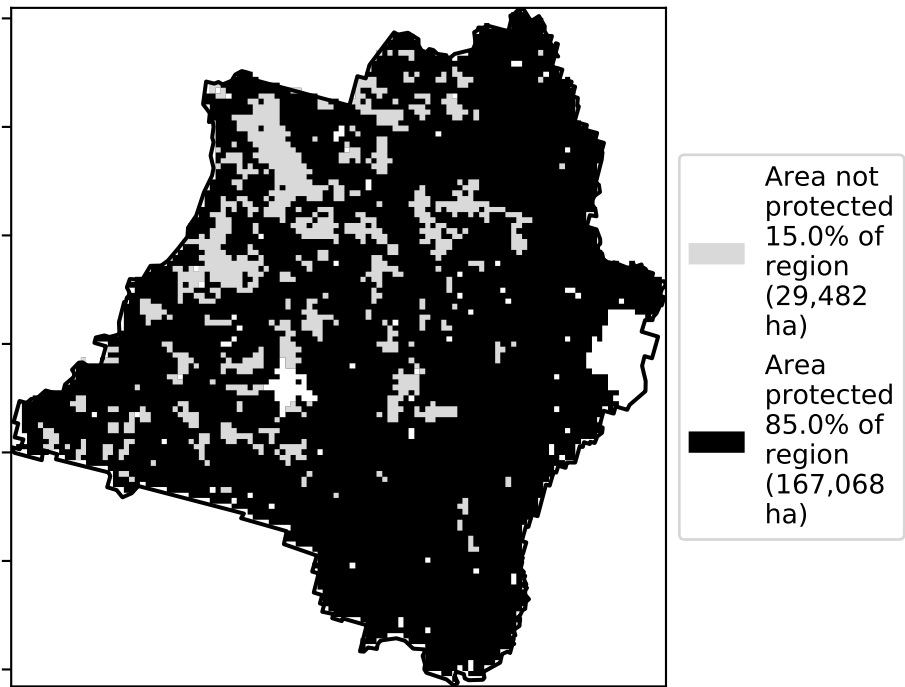 Area not
protected
15.0% of
region
(29,482
ha)
Area
protected
85.0% of
region
(167,068
ha)